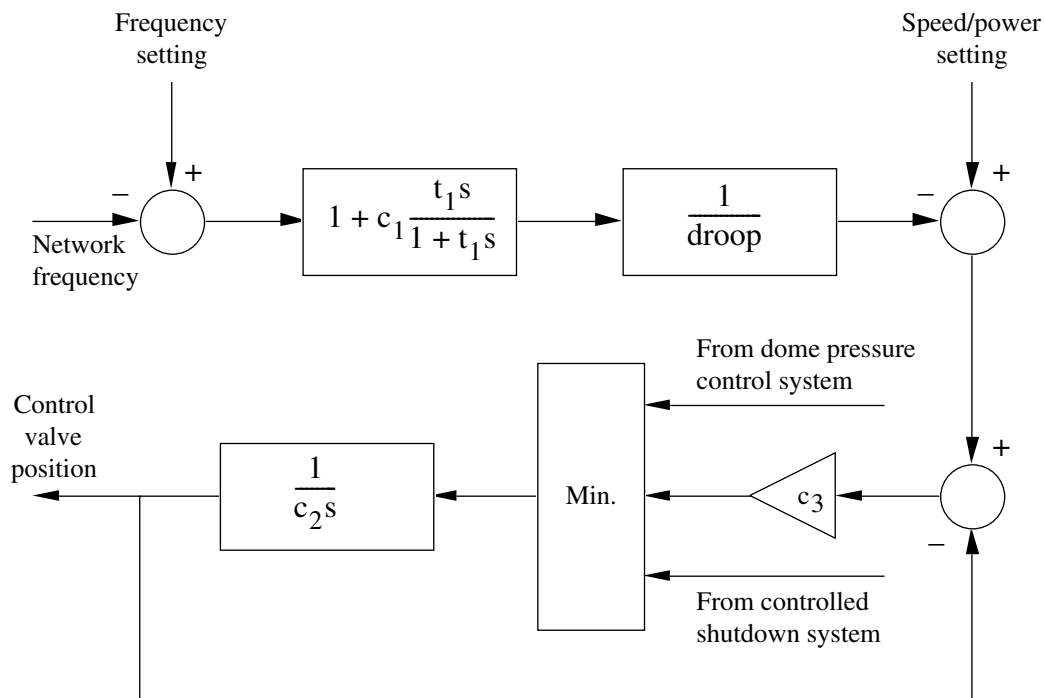 Frequency
setting
Speed/power
setting
+
−
Network
frequency
1 + c₁ t₁s / 1 + t₁s
1 / droop
−
+
From dome pressure
control system
Control
valve
position
1 / c₂s
Min.
c₃
+
−
From controlled
shutdown system